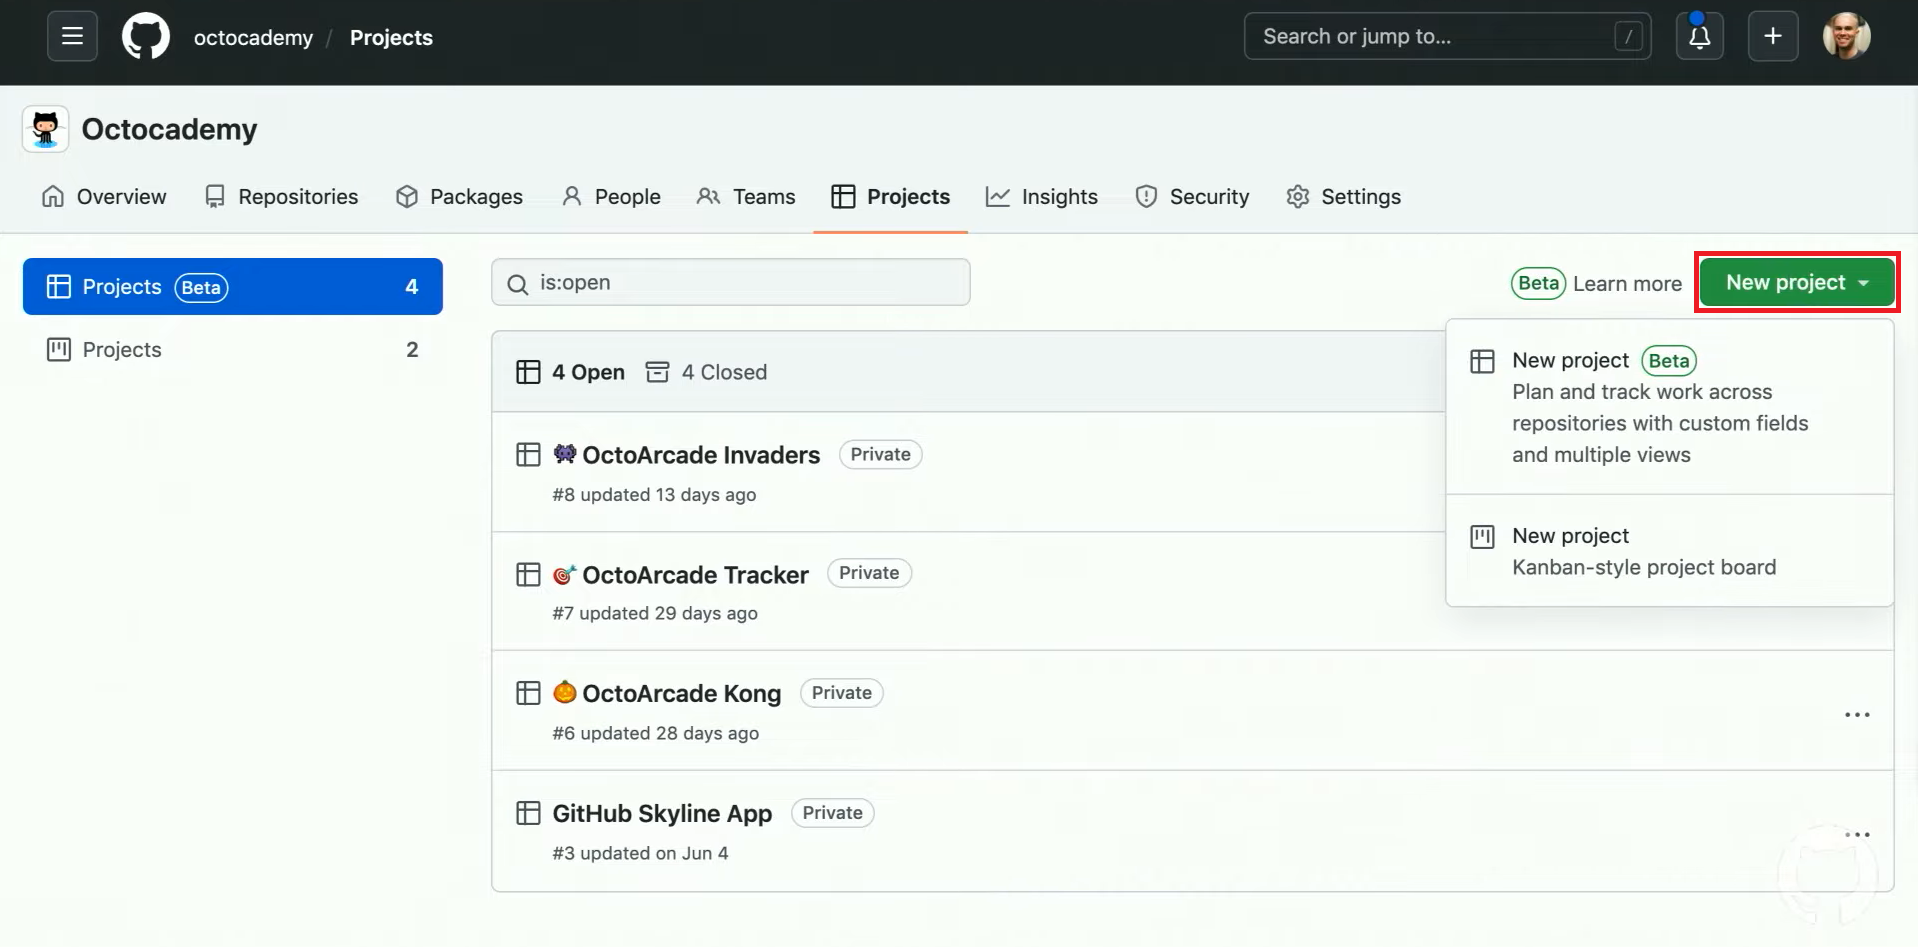 octocademy / Projects
Search or jump to... /
Octocademy
Overview Repositories Packages People Teams Projects Insights Security Settings
Projects Beta 4
Projects 2
is:open
Beta Learn more New project
New project Beta
Plan and track work across
repositories with custom fields
and multiple views
New project
Kanban-style project board
4 Open 4 Closed
OctoArcade Invaders Private
#8 updated 13 days ago
OctoArcade Tracker Private
#7 updated 29 days ago
OctoArcade Kong Private
#6 updated 28 days ago
GitHub Skyline App Private
#3 updated on Jun 4